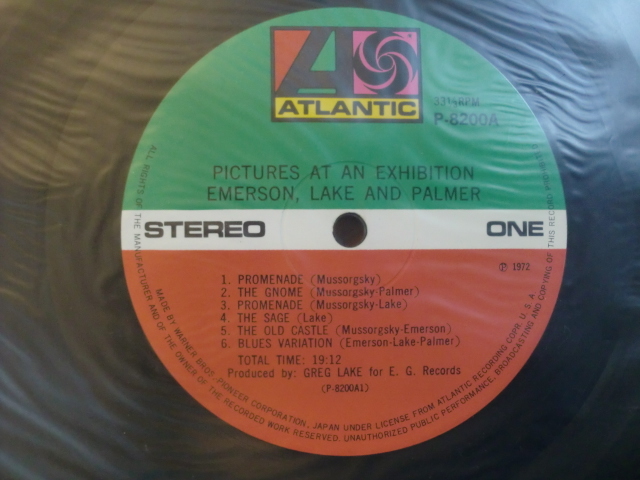 ATLANTIC
33⅓RPM
P-8200A
PICTURES AT AN EXHIBITION
EMERSON, LAKE AND PALMER
STEREO
ONE
℗ 1972
1. PROMENADE (Mussorgsky)
2. THE GNOME (Mussorgsky-Palmer)
3. PROMENADE (Mussorgsky-Lake)
4. THE SAGE (Lake)
5. THE OLD CASTLE (Mussorgsky-Emerson)
6. BLUES VARIATION (Emerson-Lake-Palmer)
TOTAL TIME: 19:12
Produced by: GREG LAKE for E. G. Records
(P-8200A1)
MADE BY WARNER BROS. PIONEER CORPORATION, JAPAN UNDER LICENSE FROM ATLANTIC RECORDING CORP., U.S.A.
ALL RIGHTS OF THE MANUFACTURER AND OF THE OWNER OF THE RECORDED WORK RESERVED. UNAUTHORIZED PUBLIC PERFORMANCE, BROADCASTING AND COPYING OF THIS RECORD PROHIBITED